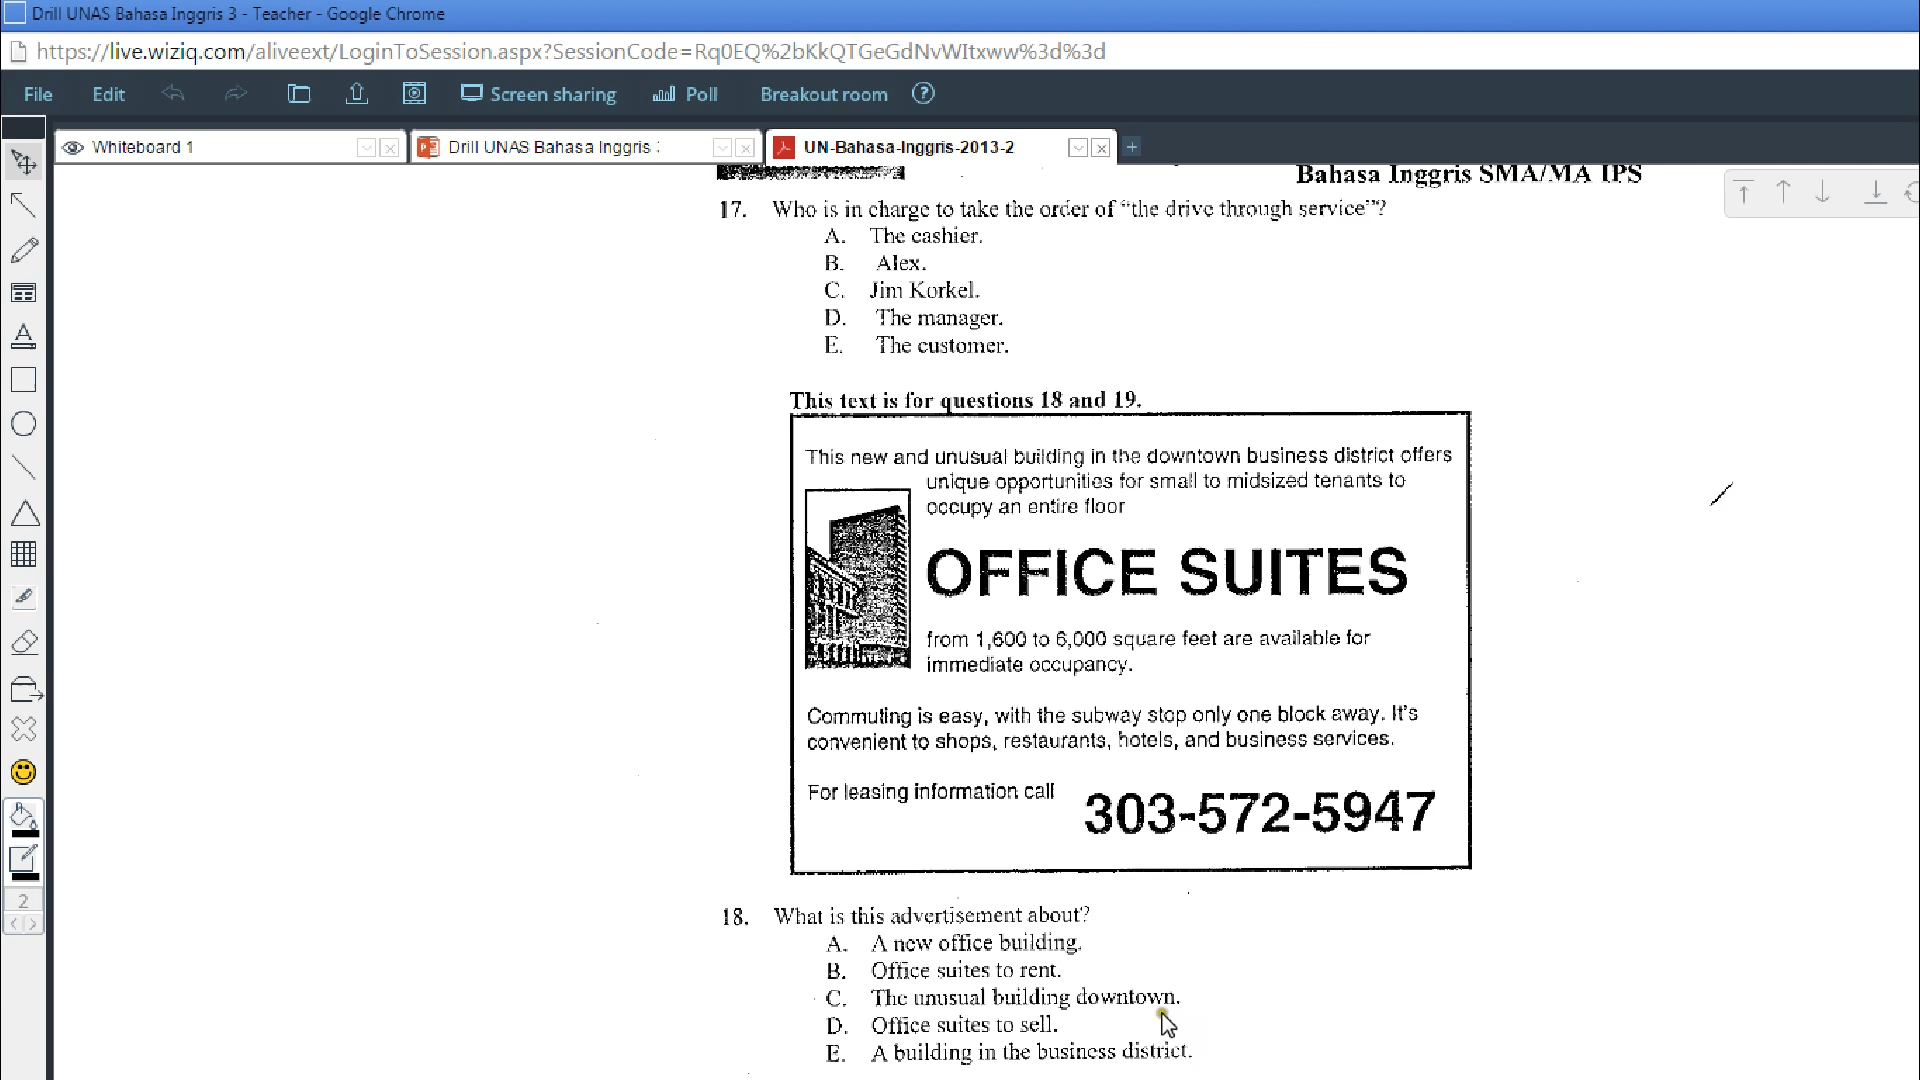 Drill UNAS Bahasa Inggris 3 - Teacher - Google Chrome
https://live.wiziq.com/aliveext/LoginToSession.aspx?SessionCode=Rq0EQ%2bKkQTGeGdNvWItxww%3d%3d
File Edit Screen sharing Poll Breakout room ?
Whiteboard 1 Drill UNAS Bahasa Inggris UN-Bahasa-Inggris-2013-2 +
Bahasa Inggris SMA/MA IPS
17. Who is in charge to take the order of “the drive through service”?
A. The cashier.
B. Alex.
C. Jim Korkel.
D. The manager.
E. The customer.
This text is for questions 18 and 19.
This new and unusual building in the downtown business district offers
unique opportunities for small to midsized tenants to
occupy an entire floor
OFFICE SUITES
from 1,600 to 6,000 square feet are available for
immediate occupancy.
Commuting is easy, with the subway stop only one block away. It's
convenient to shops, restaurants, hotels, and business services.
For leasing information call 303-572-5947
2
18. What is this advertisement about?
A. A new office building.
B. Office suites to rent.
C. The unusual building downtown.
D. Office suites to sell.
E. A building in the business district.